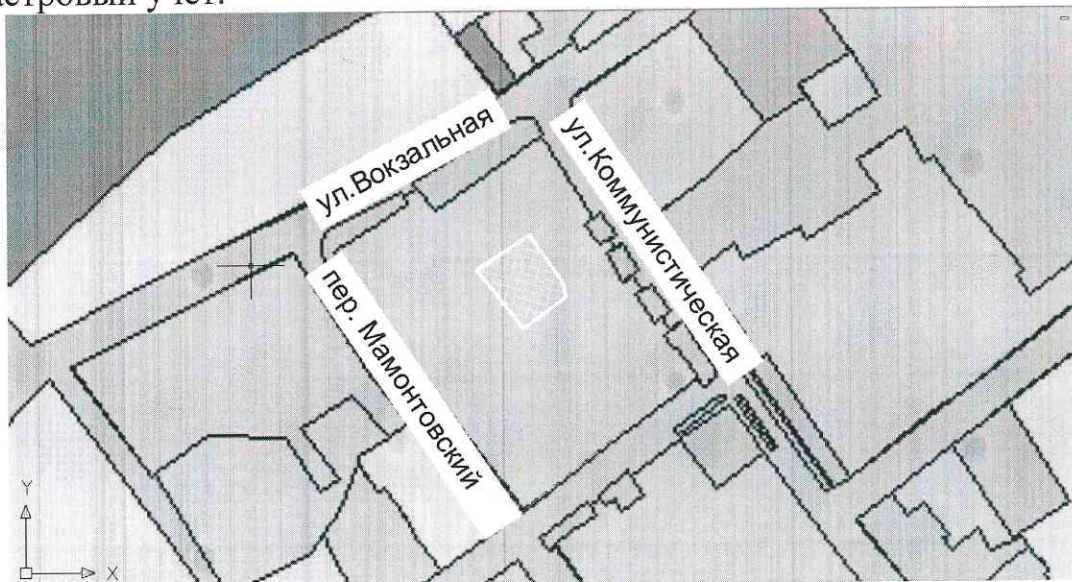 ул.Вокзальная
ул.Коммунистическая
пер. Мамонтовский
Y
X